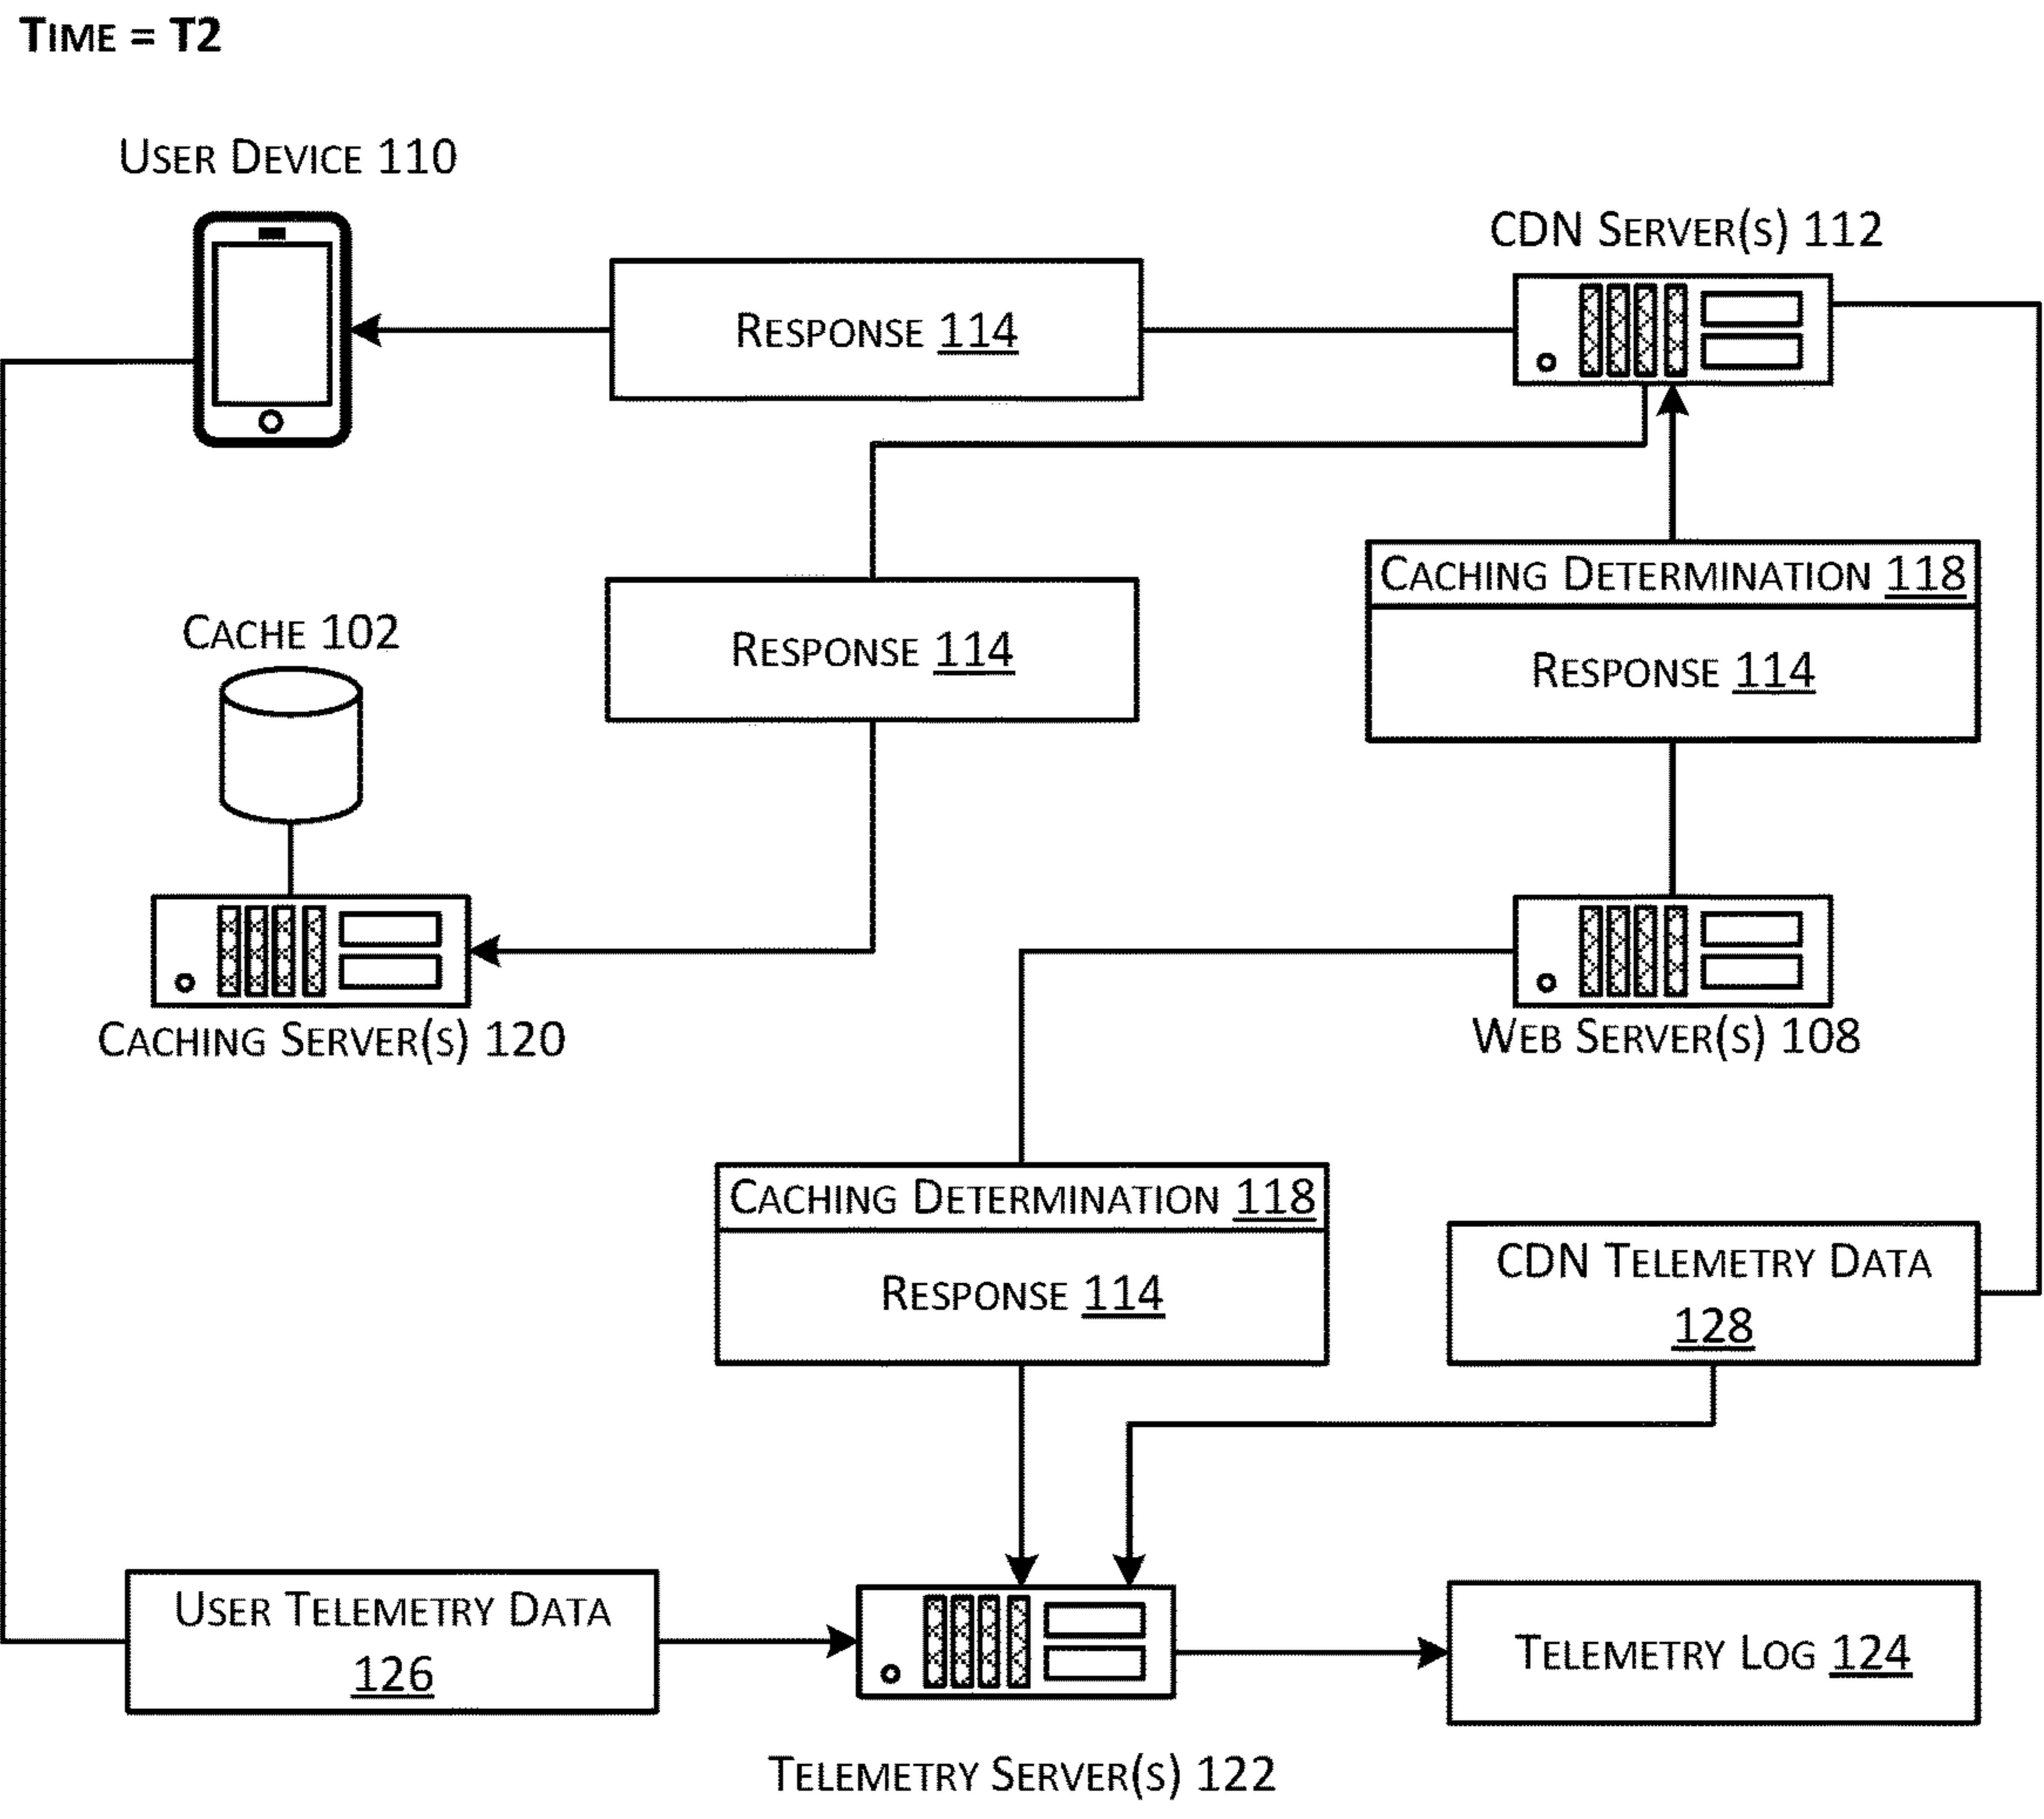 TIME = T2
USER DEVICE 110
CDN SERVER(S) 112
RESPONSE 114
CACHING DETERMINATION 118
RESPONSE 114
CACHE 102
RESPONSE 114
CACHING SERVER(S) 120
WEB SERVER(S) 108
CACHING DETERMINATION 118
RESPONSE 114
CDN TELEMETRY DATA
128
USER TELEMETRY DATA
126
TELEMETRY LOG 124
TELEMETRY SERVER(S) 122